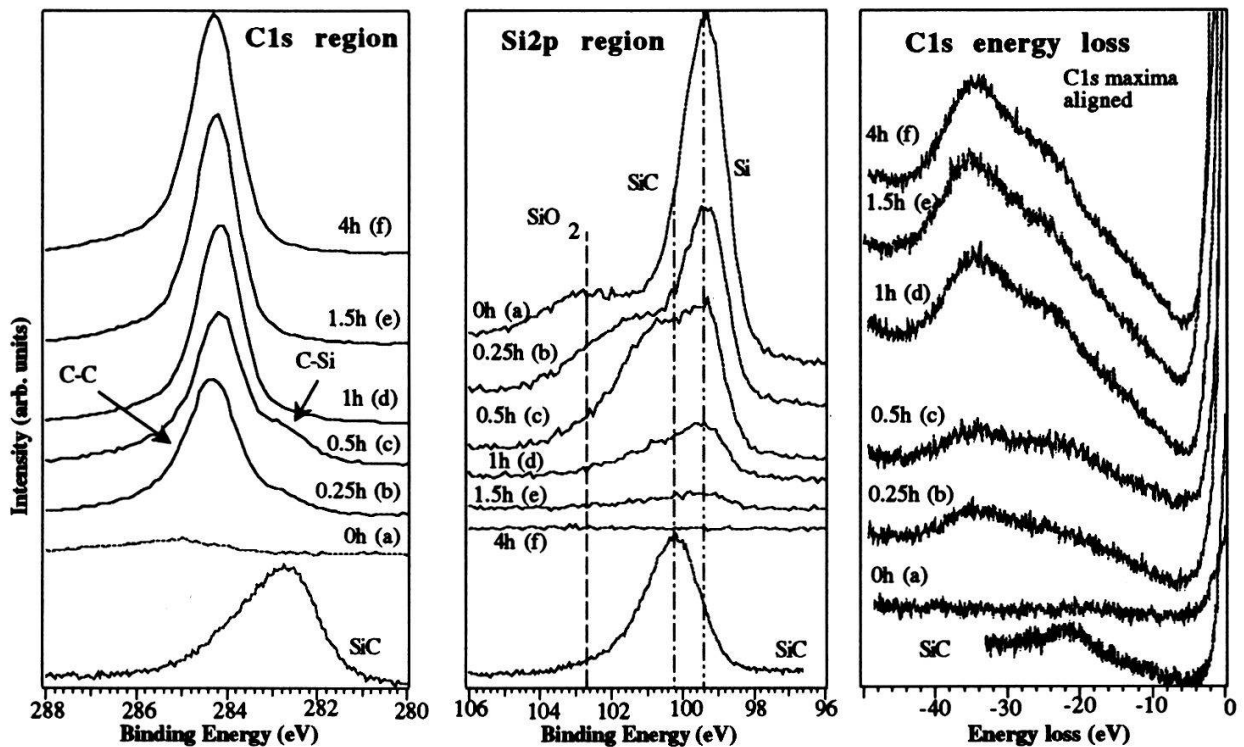 C1s region
4h (f)
1.5h (e)
C-C
C-Si
1h (d)
0.5h (c)
0.25h (b)
0h (a)
SiC
Intensity (arb. units)
288 286 284 282 280
Binding Energy (eV)
Si2p region
SiC
Si
SiO2
0h (a)
0.25h (b)
0.5h (c)
1h (d)
1.5h (e)
4h (f)
SiC
106 104 102 100 98 96
Binding Energy (eV)
C1s energy loss
C1s maxima
aligned
4h (f)
1.5h (e)
1h (d)
0.5h (c)
0.25h (b)
0h (a)
SiC
-40 -30 -20 -10 0
Energy loss (eV)